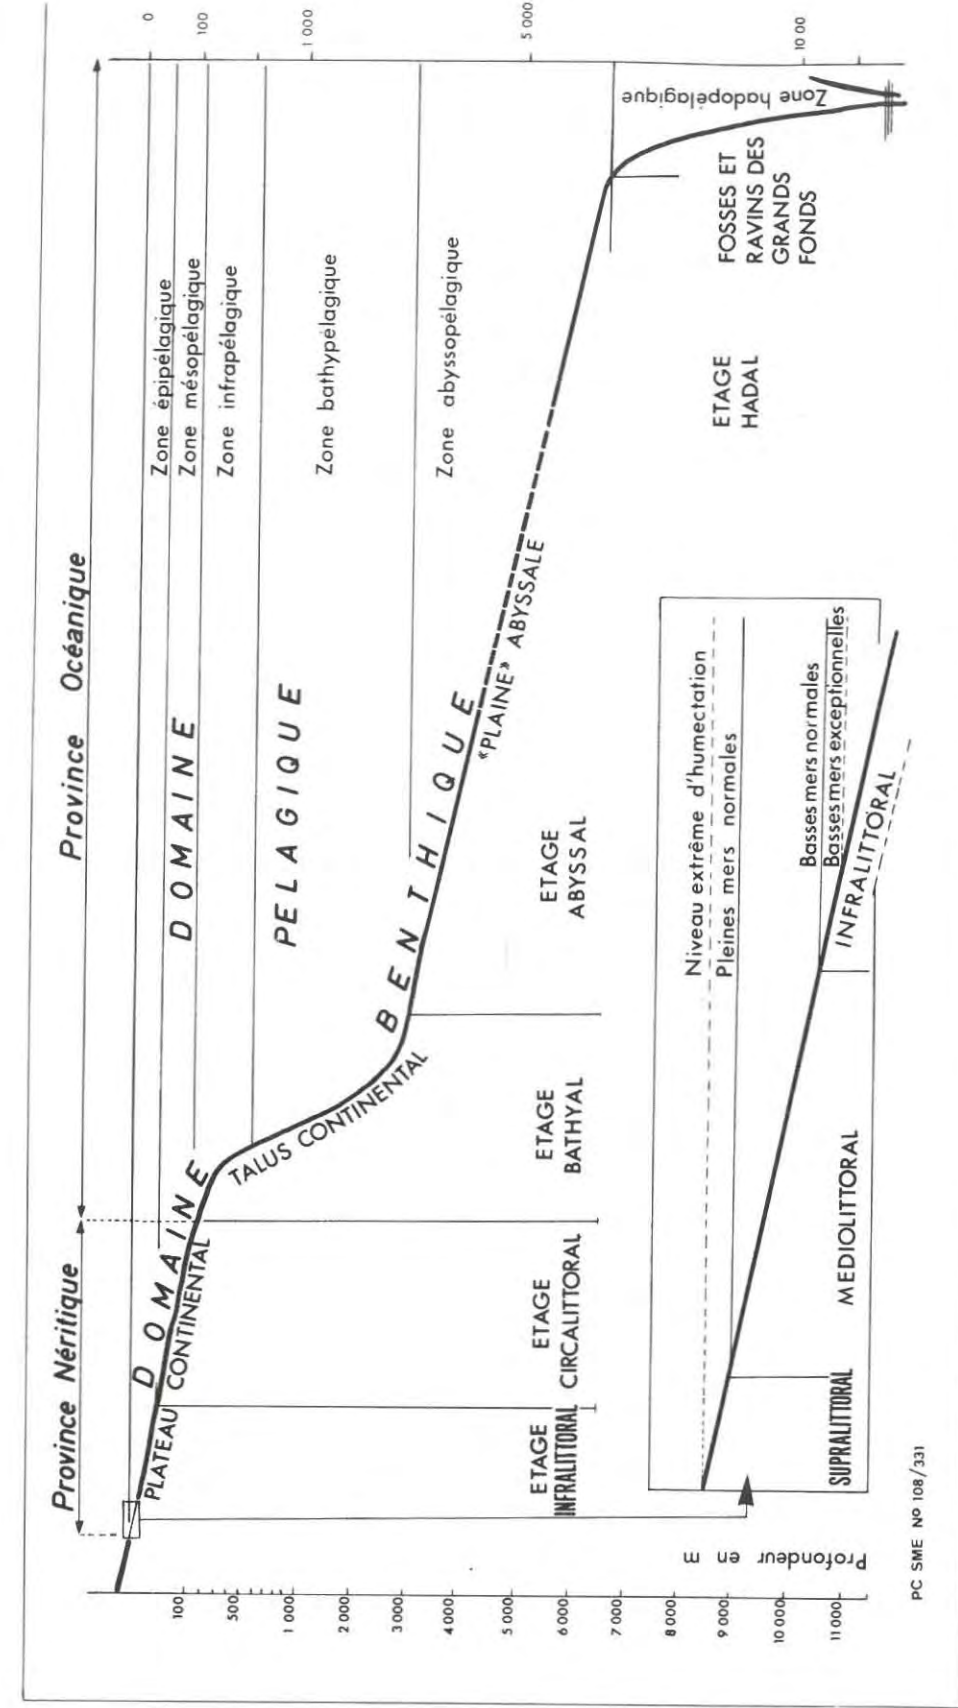 Province Néritique
Province Océanique
0
100
1 000
5 000
10 00
Zone épipélagique
Zone mésopélagique
Zone infrapélagique
Zone bathypélagique
Zone abyssopélagique
Zone hadopélagique
DOMAINE
PELAGIQUE
DOMAINE BENTHIQUE
PLATEAU CONTINENTAL
TALUS CONTINENTAL
«PLAINE» ABYSSALE
FOSSES ET
RAVINS DES
GRANDS
FONDS
ETAGE
INFRALITTORAL
ETAGE
CIRCALITTORAL
ETAGE
BATHYAL
ETAGE
ABYSSAL
ETAGE
HADAL
100
500
1 000
2 000
3 000
4 000
5 000
6 000
7 000
8 000
9 000
10 000
11 000
Profondeur en m
Niveau extrême d'humectation
Pleines mers normales
Basses mers normales
Basses mers exceptionnelles
SUPRALITTORAL
MEDIOLITTORAL
INFRALITTORAL
PC SME Nº 108/331